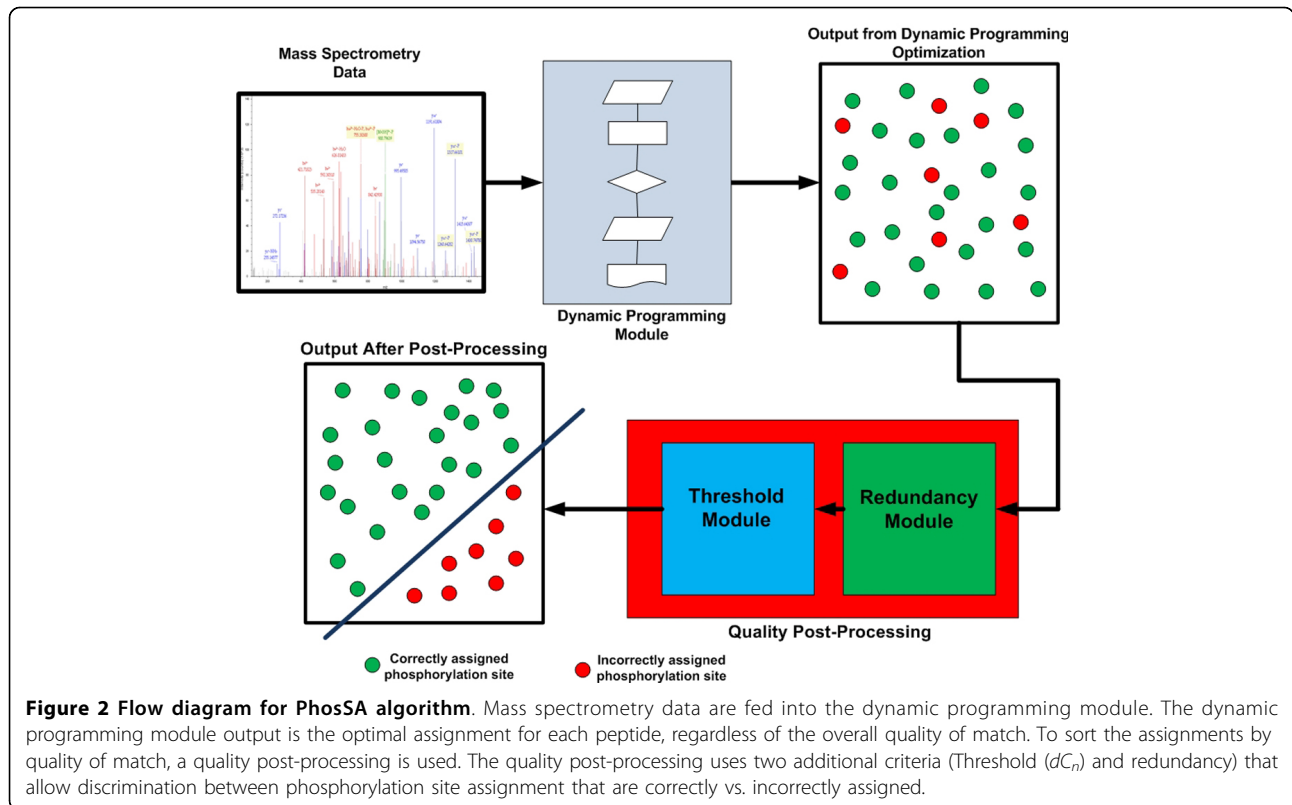 Mass Spectrometry
Data
Output from Dynamic Programming
Optimization
Dynamic Programming
Module
Output After Post-Processing
Threshold
Module
Redundancy
Module
Quality Post-Processing
Correctly assigned
phosphorylation site
Incorrectly assigned
phosphorylation site
Figure 2 Flow diagram for PhosSA algorithm. Mass spectrometry data are fed into the dynamic programming module. The dynamic
programming module output is the optimal assignment for each peptide, regardless of the overall quality of match. To sort the assignments by
quality of match, a quality post-processing is used. The quality post-processing uses two additional criteria (Threshold (dCn) and redundancy) that
allow discrimination between phosphorylation site assignment that are correctly vs. incorrectly assigned.